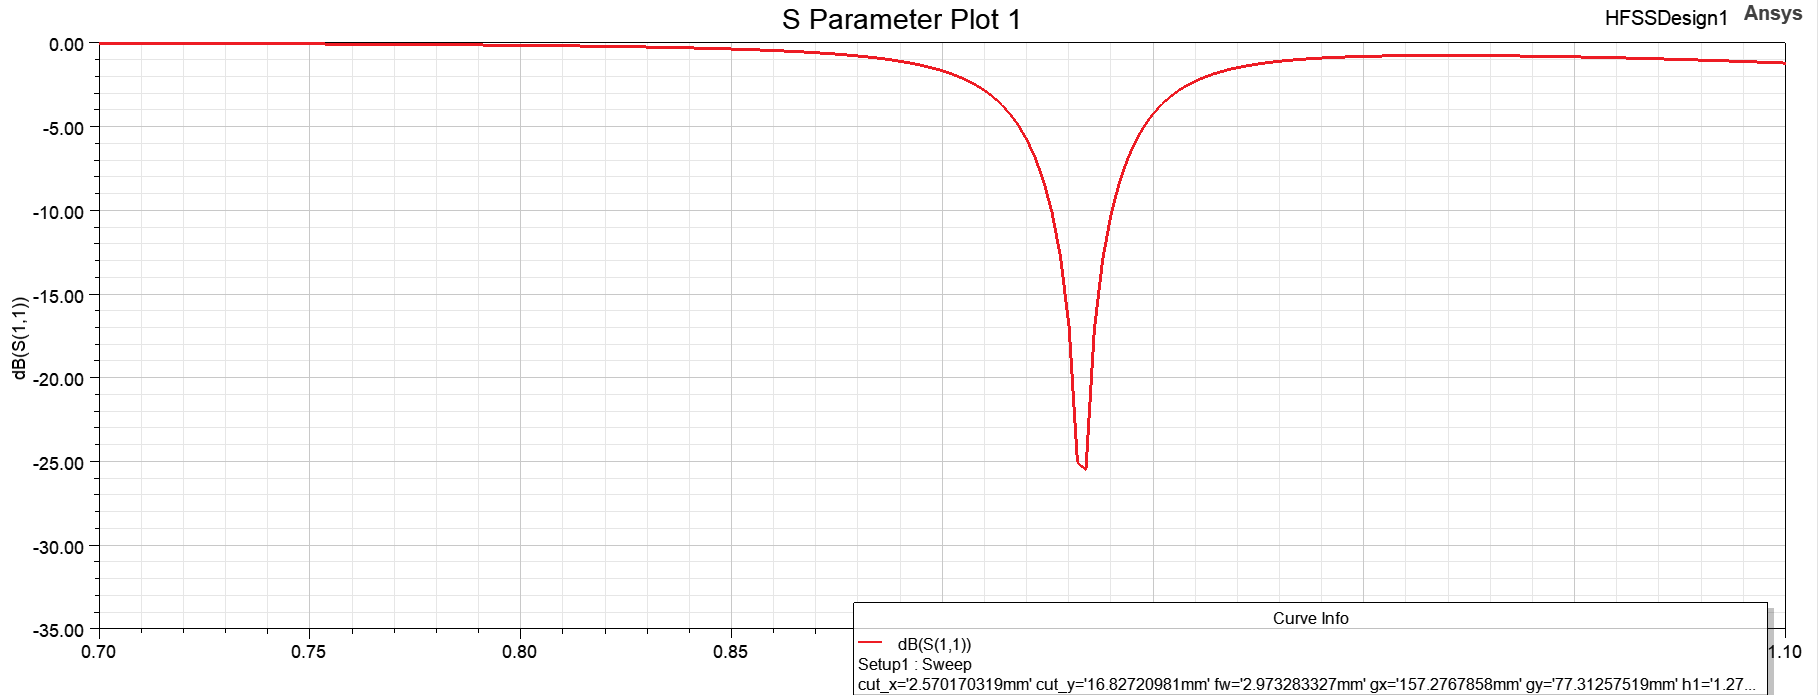 S Parameter Plot 1
HFSSDesign1
Ansys
0.00
-5.00
-10.00
-15.00
-20.00
-25.00
-30.00
-35.00
dB(S(1,1))
0.70 0.75 0.80 0.85 1.10
Curve Info
dB(S(1,1))
Setup1 : Sweep
cut_x='2.570170319mm' cut_y='16.82720981mm' fw='2.973283327mm' gx='157.2767858mm' gy='77.31257519mm' h1='1.27...